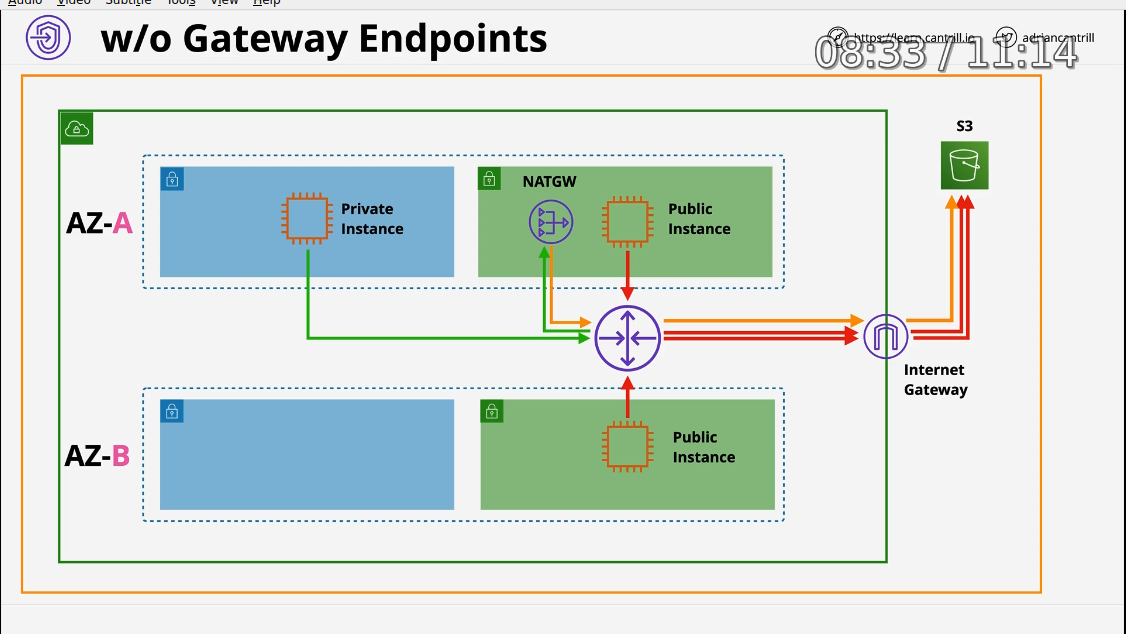 Audio Video Subtitle Tools View Help
w/o Gateway Endpoints
https://learn.cantrill.io
adriancantrill
08:33 / 11:14
S3
NATGW
AZ-A
Private
Instance
Public
Instance
Internet
Gateway
AZ-B
Public
Instance